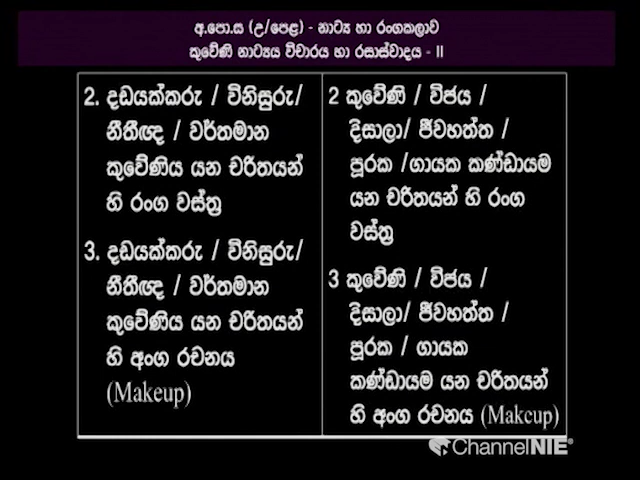 අ.පො.ස (උ/පෙළ) - නාට්‍ය හා රංගකලාව
කුවේණි නාට්‍යය විචාරය හා රසාස්වාදය - II
2. දඩයක්කරු / විනිසුරු/
නීතීඥ / වර්තමාන
කුවේණිය යන චරිතයන්
හි රංග වස්ත්‍ර
3. දඩයක්කරු / විනිසුරු/
නීතීඥ / වර්තමාන
කුවේණිය යන චරිතයන්
හි අංග රචනය
(Makeup)
2 කුවේණි / විජය /
දිසාලා/ ජීවහත්ත /
පූරක /ගායක කණ්ඩායම
යන චරිතයන් හි රංග
වස්ත්‍ර
3 කුවේණි / විජය /
දිසාලා/ ජීවහත්ත /
පූරක / ගායක
කණ්ඩායම යන චරිතයන්
හි අංග රචනය (Makeup)
ChannelNIE®